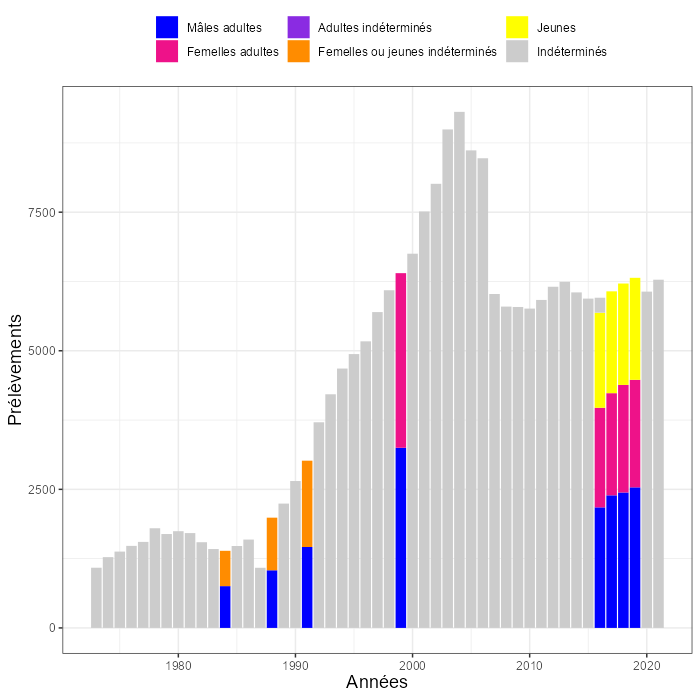 Mâles adultes
Adultes indéterminés
Jeunes
Femelles adultes
Femelles ou jeunes indéterminés
Indéterminés
Prélèvements
7500
5000
2500
0
1980
1990
2000
2010
2020
Années